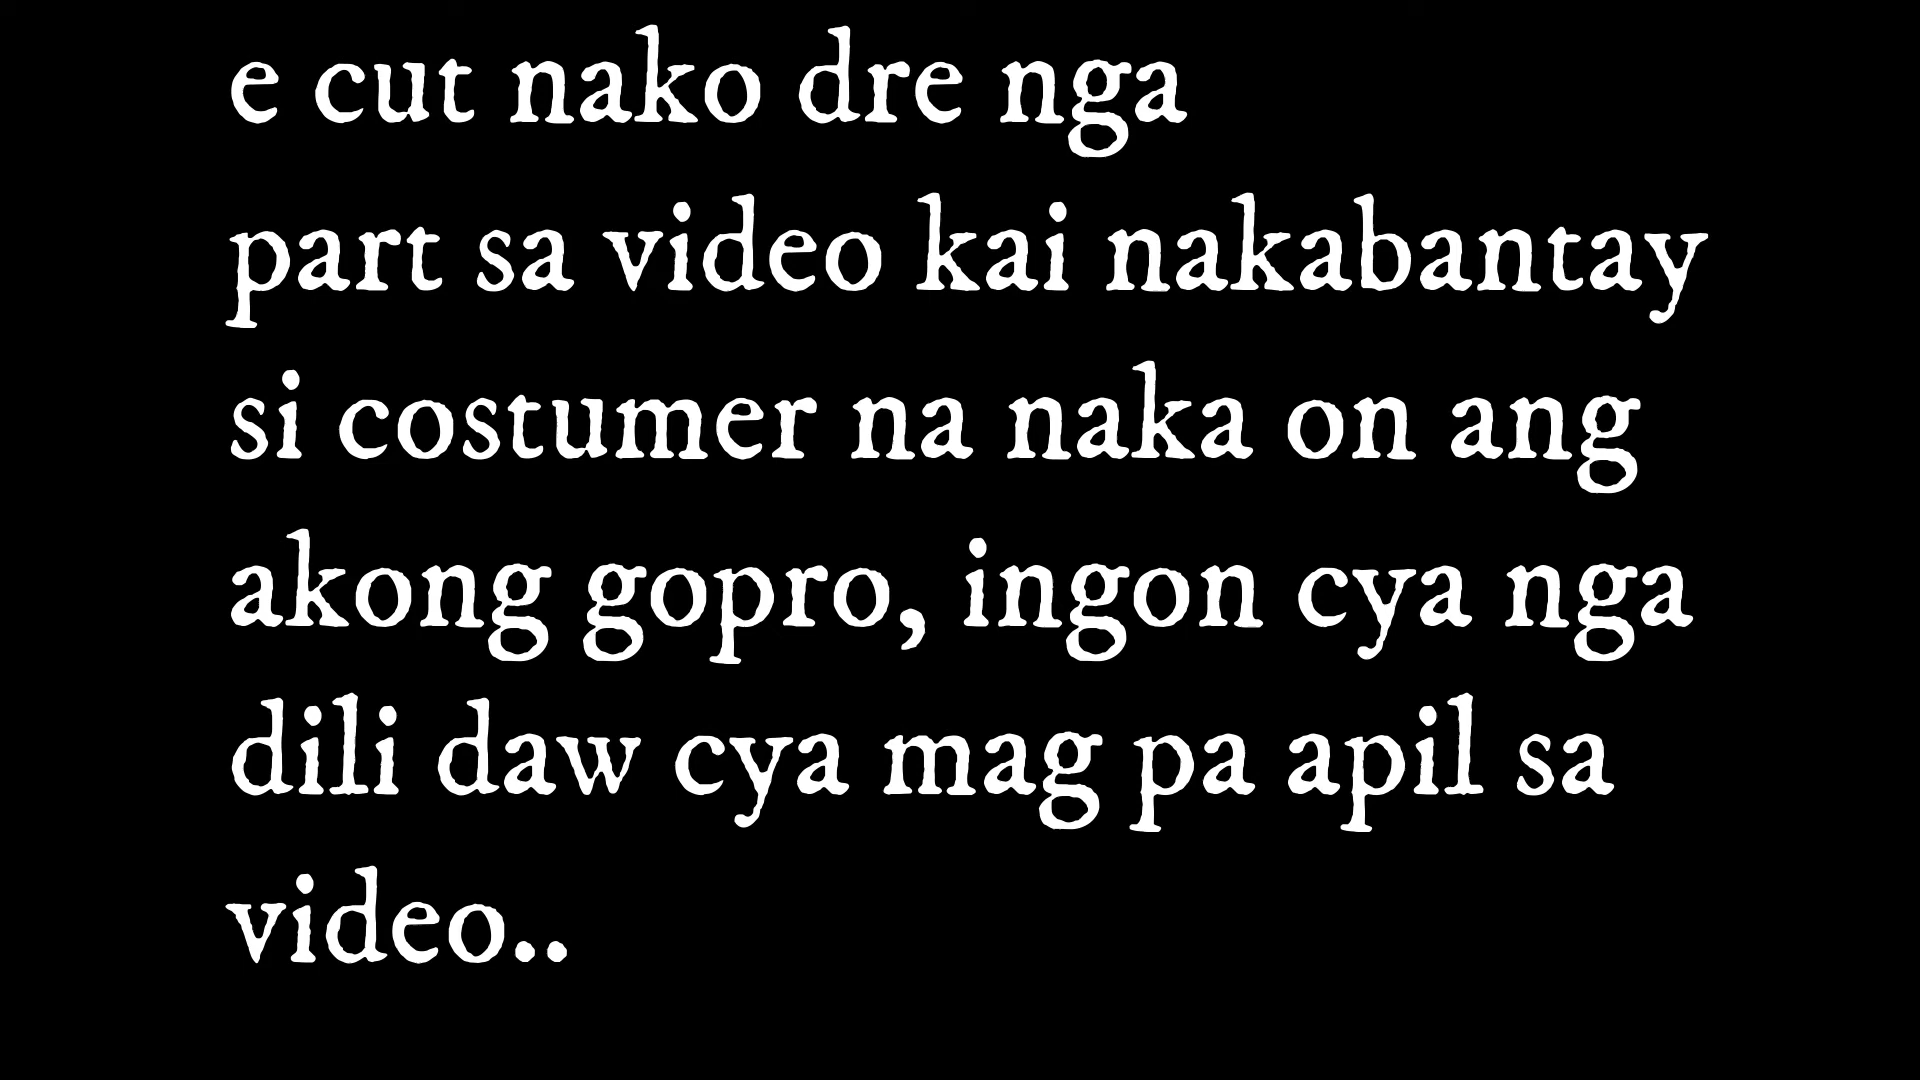 e cut nako dre nga
part sa video kai nakabantay
si costumer na naka on ang
akong gopro, ingon cya nga
dili daw cya mag pa apil sa
video..